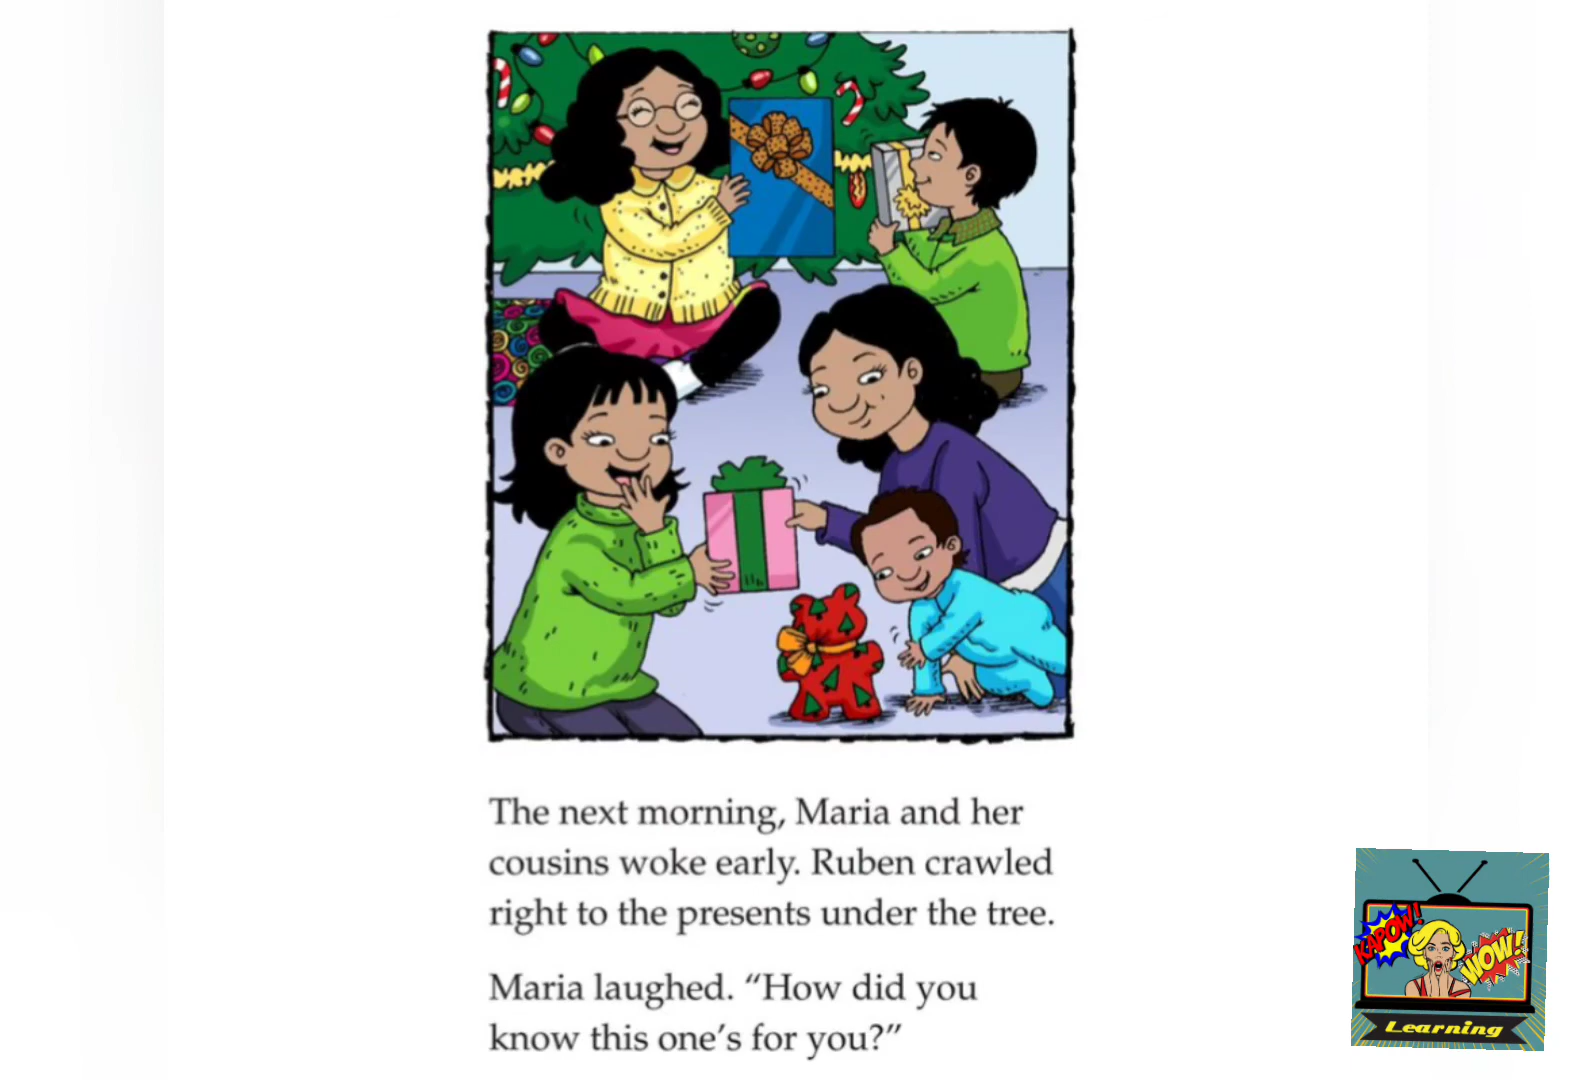 The next morning, Maria and her
cousins woke early. Ruben crawled
right to the presents under the tree.
Maria laughed. “How did you
know this one’s for you?”
KAPOW!
WOW!
Learning